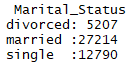 Marital_Status
divorced: 5207
married :27214
single  :12790